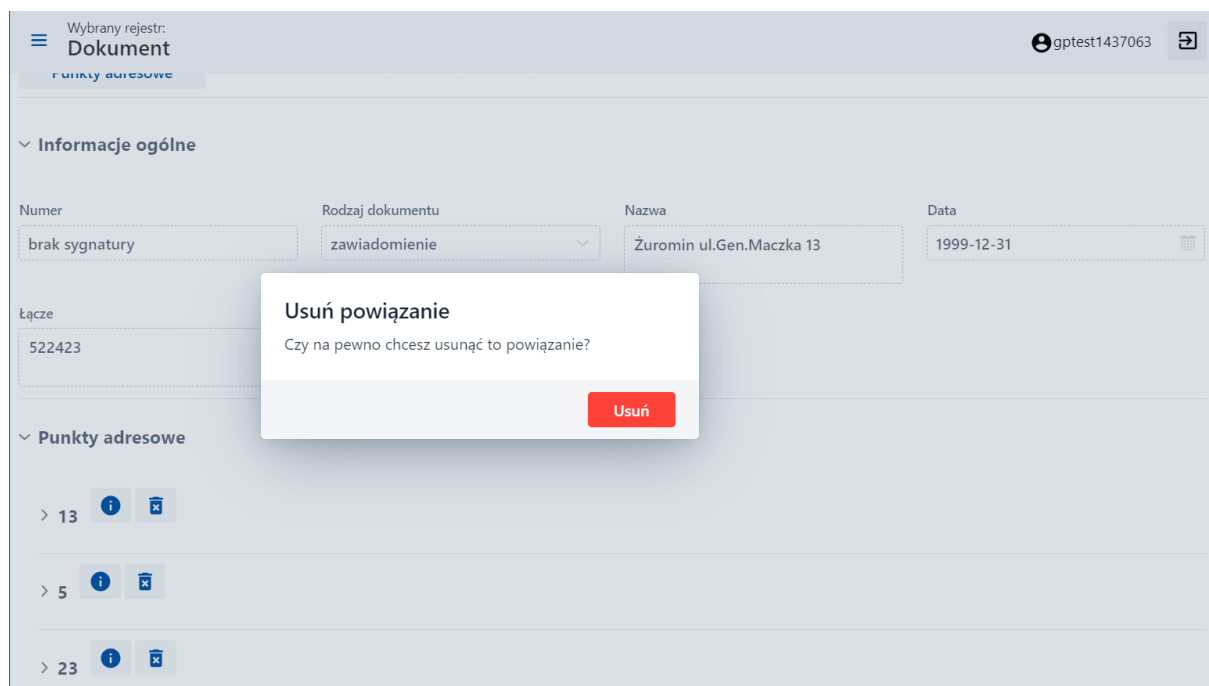 Wybrany rejestr:
Dokument
gptest1437063
Punkty adresowe
Informacje ogólne
Numer
Rodzaj dokumentu
Nazwa
Data
brak sygnatury
zawiadomienie
Żuromin ul.Gen.Maczka 13
1999-12-31
Łącze
522423
Usuń powiązanie
Czy na pewno chcesz usunąć to powiązanie?
Usuń
Punkty adresowe
13
5
23